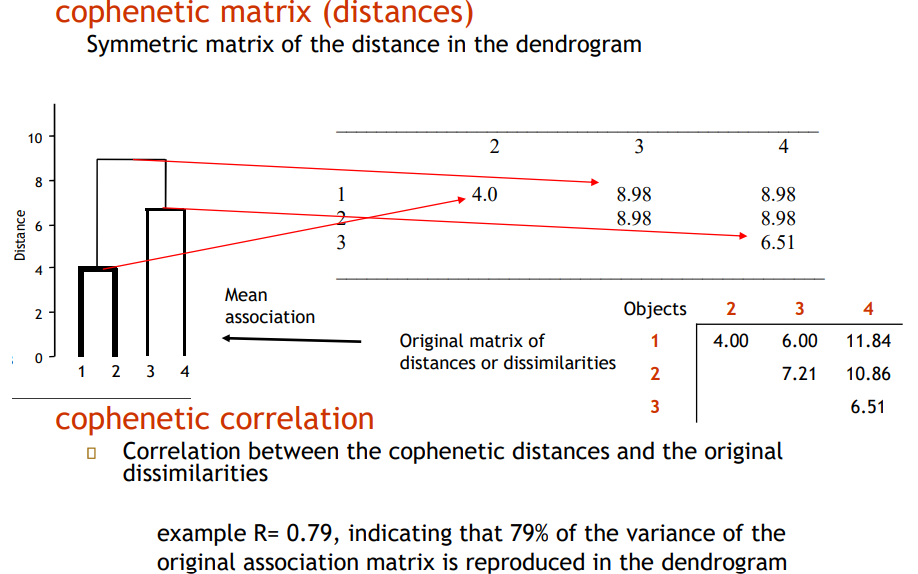 cophenetic matrix (distances)
Symmetric matrix of the distance in the dendrogram
10
8
6
4
2
0
Distance
1 2 3 4
2 3 4
1 4.0 8.98 8.98
2 8.98 8.98
3 6.51
Mean
association
Original matrix of
distances or dissimilarities
Objects 2 3 4
1 4.00 6.00 11.84
2 7.21 10.86
3 6.51
cophenetic correlation
Correlation between the cophenetic distances and the original
dissimilarities
example R= 0.79, indicating that 79% of the variance of the
original association matrix is reproduced in the dendrogram